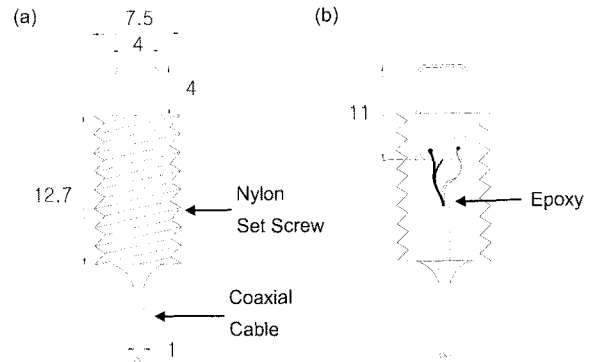 (a)
7.5
4
4
12.7
Nylon
Set Screw
Coaxial
Cable
1
(b)
11
Epoxy